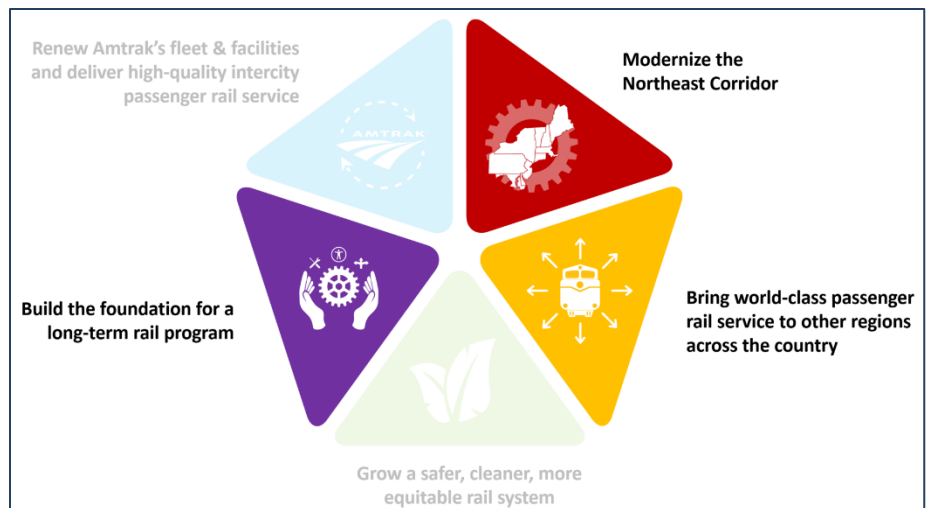 Renew Amtrak's fleet & facilities
and deliver high-quality intercity
passenger rail service
Modernize the
Northeast Corridor
AMTRAK
Build the foundation for a
long-term rail program
Bring world-class passenger
rail service to other regions
across the country
Grow a safer, cleaner, more
equitable rail system